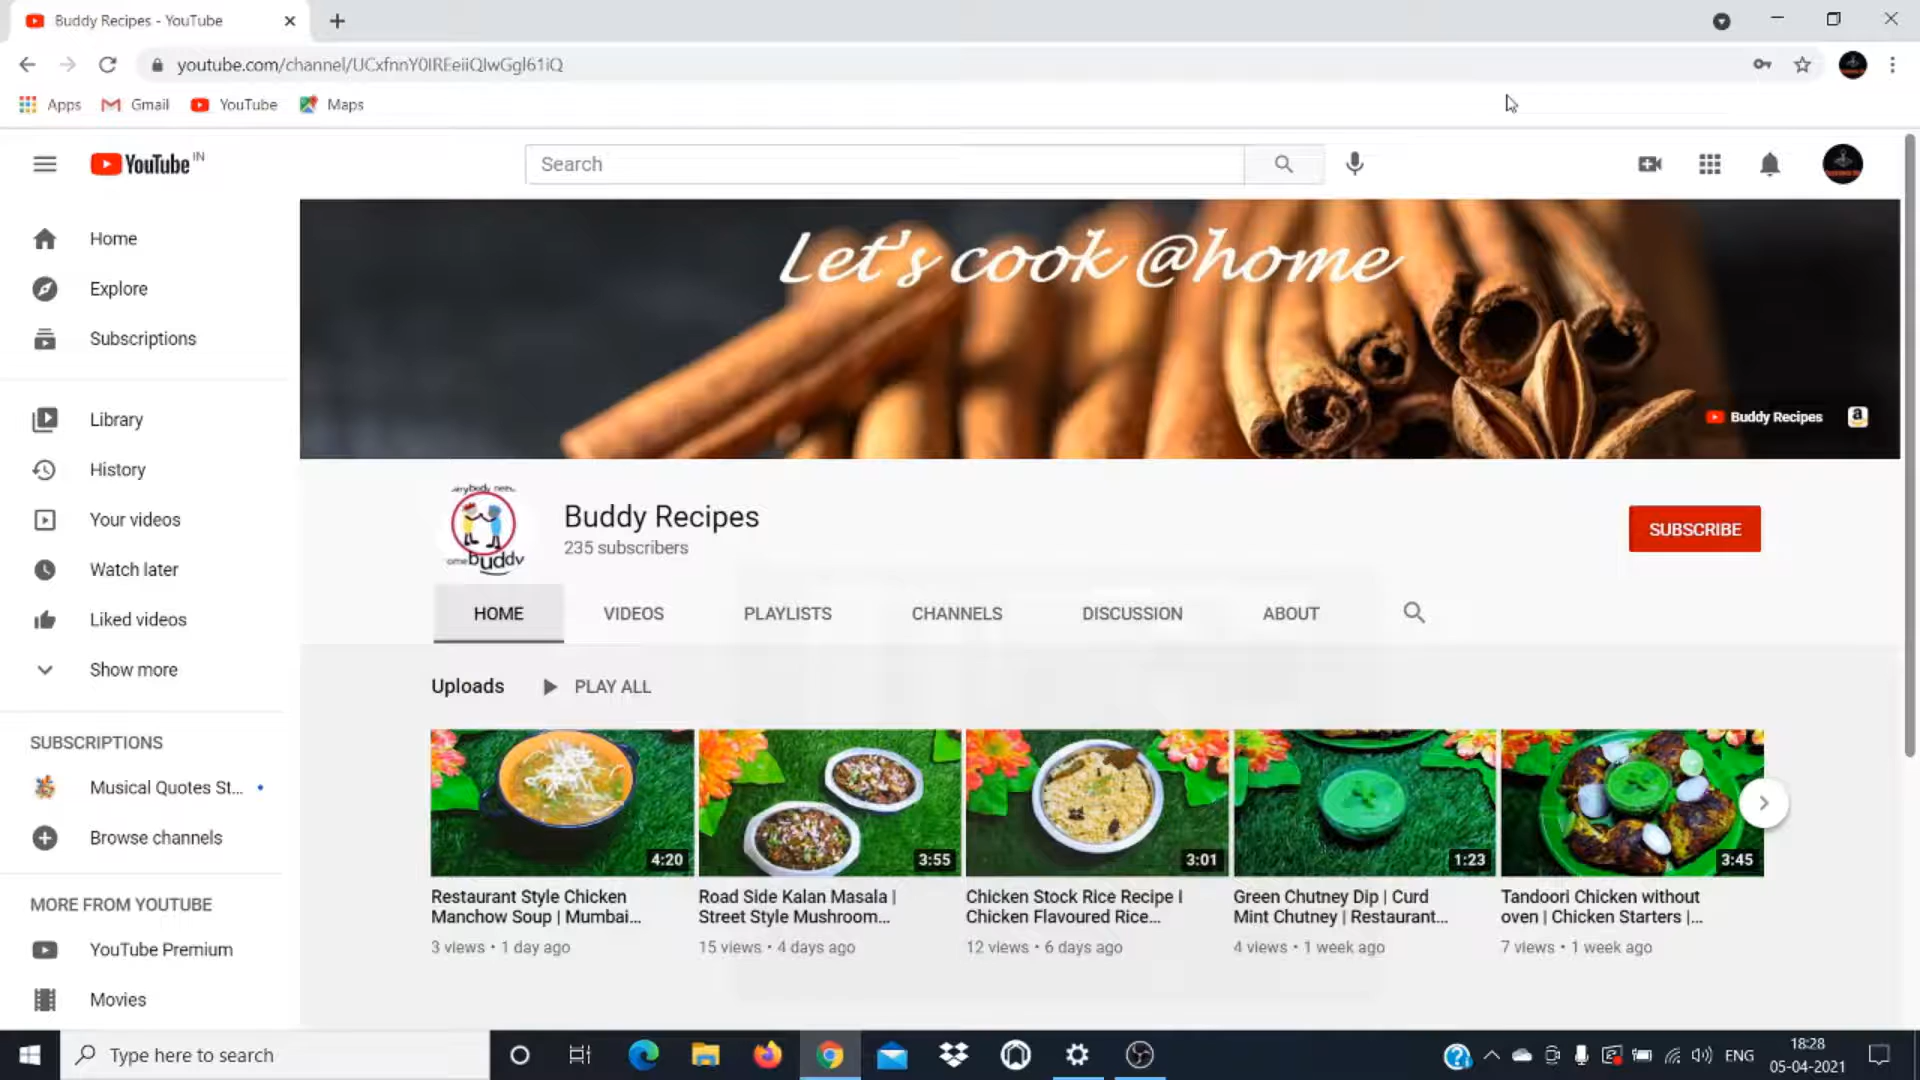 Buddy Recipes - YouTube
youtube.com/channel/UCxfnnY0IREeiiQlwGgl61iQ
Apps Gmail YouTube Maps
YouTube IN
Search
Home
Explore
Subscriptions
Library
History
Your videos
Watch later
Liked videos
Show more
SUBSCRIPTIONS
Musical Quotes St...
Browse channels
MORE FROM YOUTUBE
YouTube Premium
Movies
Let's cook @home
Buddy Recipes
buddy
Buddy Recipes
235 subscribers
SUBSCRIBE
HOME VIDEOS PLAYLISTS CHANNELS DISCUSSION ABOUT
Uploads PLAY ALL
4:20
Restaurant Style Chicken
Manchow Soup | Mumbai...
3 views • 1 day ago
3:55
Road Side Kalan Masala |
Street Style Mushroom...
15 views • 4 days ago
3:01
Chicken Stock Rice Recipe I
Chicken Flavoured Rice...
12 views • 6 days ago
1:23
Green Chutney Dip | Curd
Mint Chutney | Restaurant...
4 views • 1 week ago
3:45
Tandoori Chicken without
oven | Chicken Starters |...
7 views • 1 week ago
Type here to search
ENG
18:28
05-04-2021